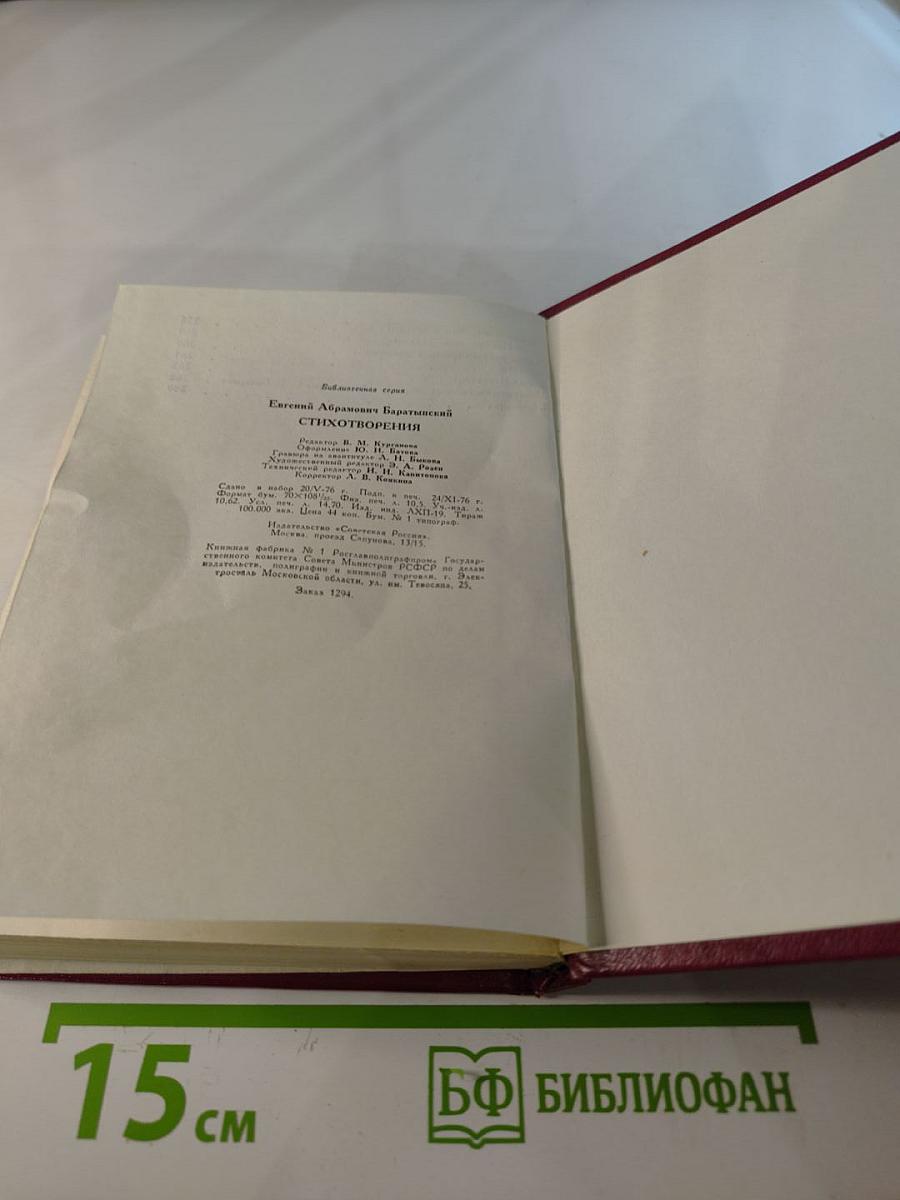 Библиотечная серия
Евгений Абрамович Баратынский
СТИХОТВОРЕНИЯ
Редактор В. М. Курганова
Оформление Ю. И. Батова
Гравюра на авантитуле Л. Н. Быкова
Художественный редактор Э. А. Розен
Технический редактор И. И. Капитонова
Корректор Л. В. Конкина
Сдано в набор 20/V-76 г. Подп. в печ. 24/XI-76 г.
Формат бум. 70×108 1/32. Физ. печ. л. 10,5. Уч.-изд. л.
10,62. Усл. печ. л. 14,70. Изд. инд. ЛХП-19. Тираж
100.000 экз. Цена 44 коп. Бум. № 1 типограф.
Издательство «Советская Россия».
Москва. проезд Сапунова, 13/15.
Книжная фабрика № 1 Росглавполиграфпрома Государ-
ственного комитета Совета Министров РСФСР по делам
издательств, полиграфии и книжной торговли, г. Элек-
тросталь Московской области, ул. им. Тевосяна, 25.
Заказ 1294.
15 см
БФ БИБЛИОФАН